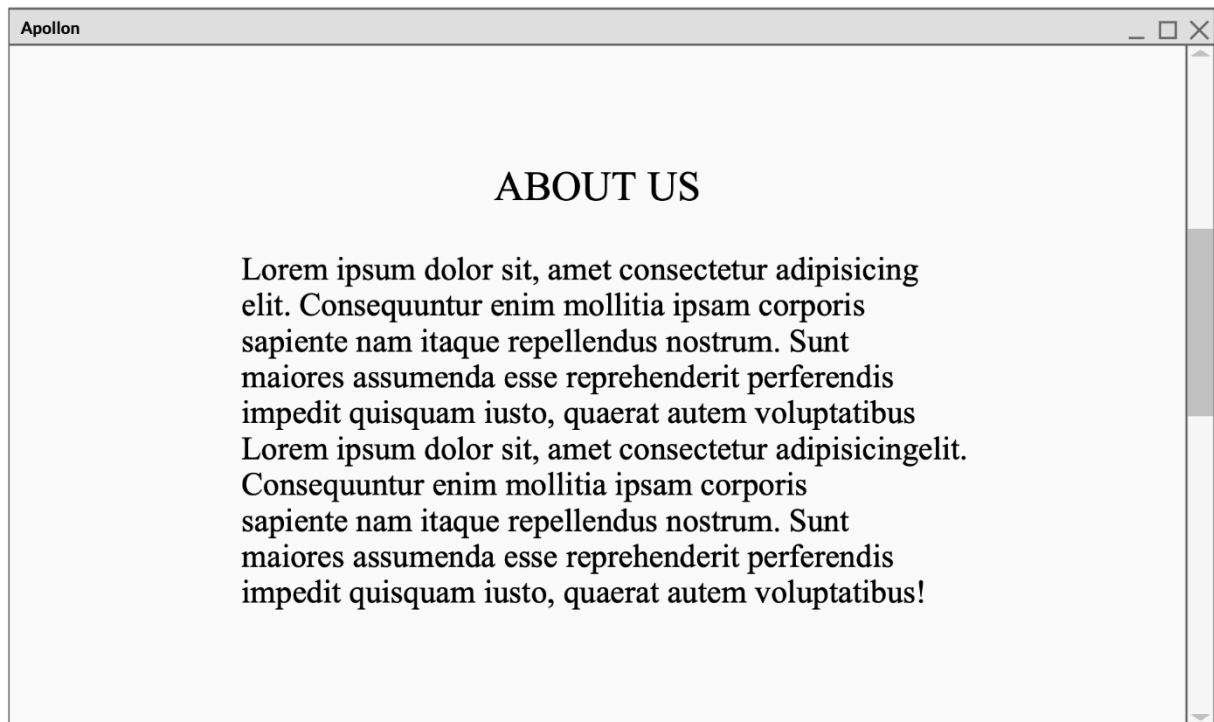 Apollon
ABOUT US
Lorem ipsum dolor sit, amet consectetur adipisicing
elit. Consequuntur enim mollitia ipsam corporis
sapiente nam itaque repellendus nostrum. Sunt
maiores assumenda esse reprehenderit perferendis
impedit quisquam iusto, quaerat autem voluptatibus
Lorem ipsum dolor sit, amet consectetur adipisicingelit.
Consequuntur enim mollitia ipsam corporis
sapiente nam itaque repellendus nostrum. Sunt
maiores assumenda esse reprehenderit perferendis
impedit quisquam iusto, quaerat autem voluptatibus!